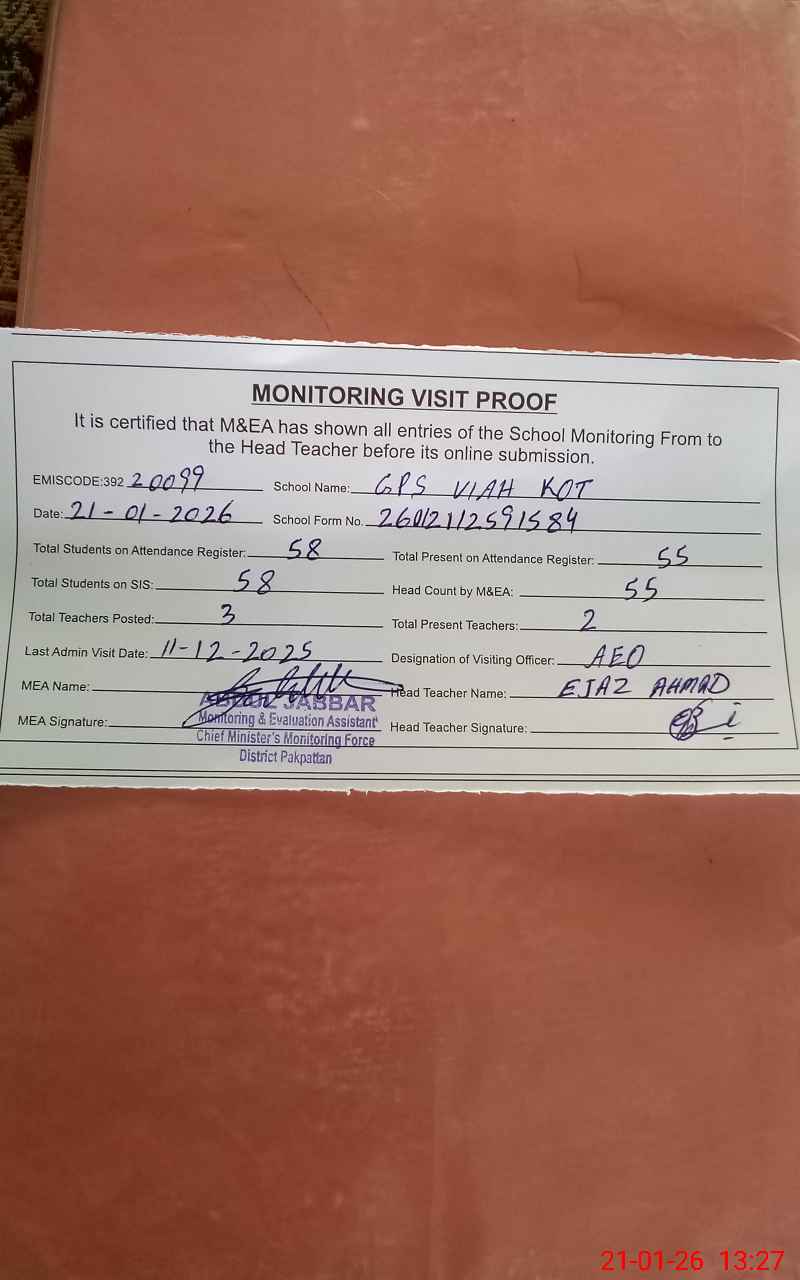 MONITORING VISIT PROOF
It is certified that M&EA has shown all entries of the School Monitoring From to
the Head Teacher before its online submission.
EMISCODE:392 20099 School Name: GPS VIAH KOT
Date: 21-01-2026 School Form No. 26012112591584
Total Students on Attendance Register: 58 Total Present on Attendance Register: 55
Total Students on SIS: 58 Head Count by M&EA: 55
Total Teachers Posted: 3 Total Present Teachers: 2
Last Admin Visit Date: 11-12-2025 Designation of Visiting Officer: AEO
MEA Name: ABDUL JABBAR Head Teacher Name: EJAZ AHMAD
MEA Signature: Monitoring & Evaluation Assistant Head Teacher Signature:
Chief Minister's Monitoring Force
District Pakpattan
21-01-26 13:27